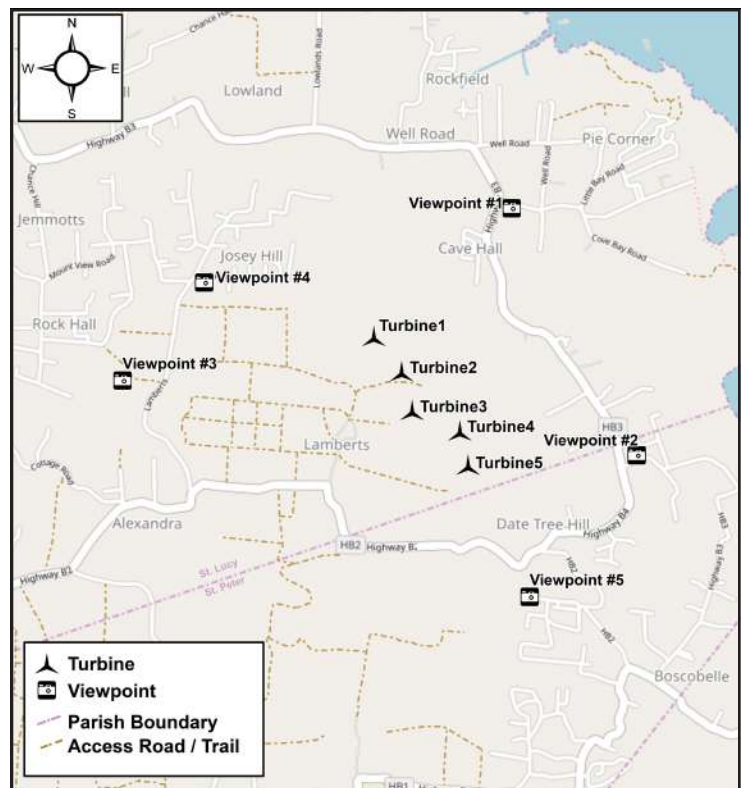 N
W
E
S
Chance Hall
Lowlands Road
Lowland
Rockfield
Highway B3
Well Road
Well Road
Pie Corner
Well Road
Little Bay Road
Chance Hill
Jemmotts
Viewpoint #1
Highway B3
Cave Hall
Cove Bay Road
Mount View Road
Josey Hill
Viewpoint #4
Rock Hall
Turbine1
Viewpoint #3
Turbine2
Lamberts
Turbine3
Lamberts
Turbine4
HB3
Viewpoint #2
Turbine5
Cottage Road
Alexandra
Date Tree Hill
Highway B4
HB3
HB2
Highway B2
St. Lucy
St. Peter
HB2
Highway B3
Viewpoint #5
HB2
Boscobelle
Turbine
Viewpoint
Parish Boundary
Access Road / Trail
HB1